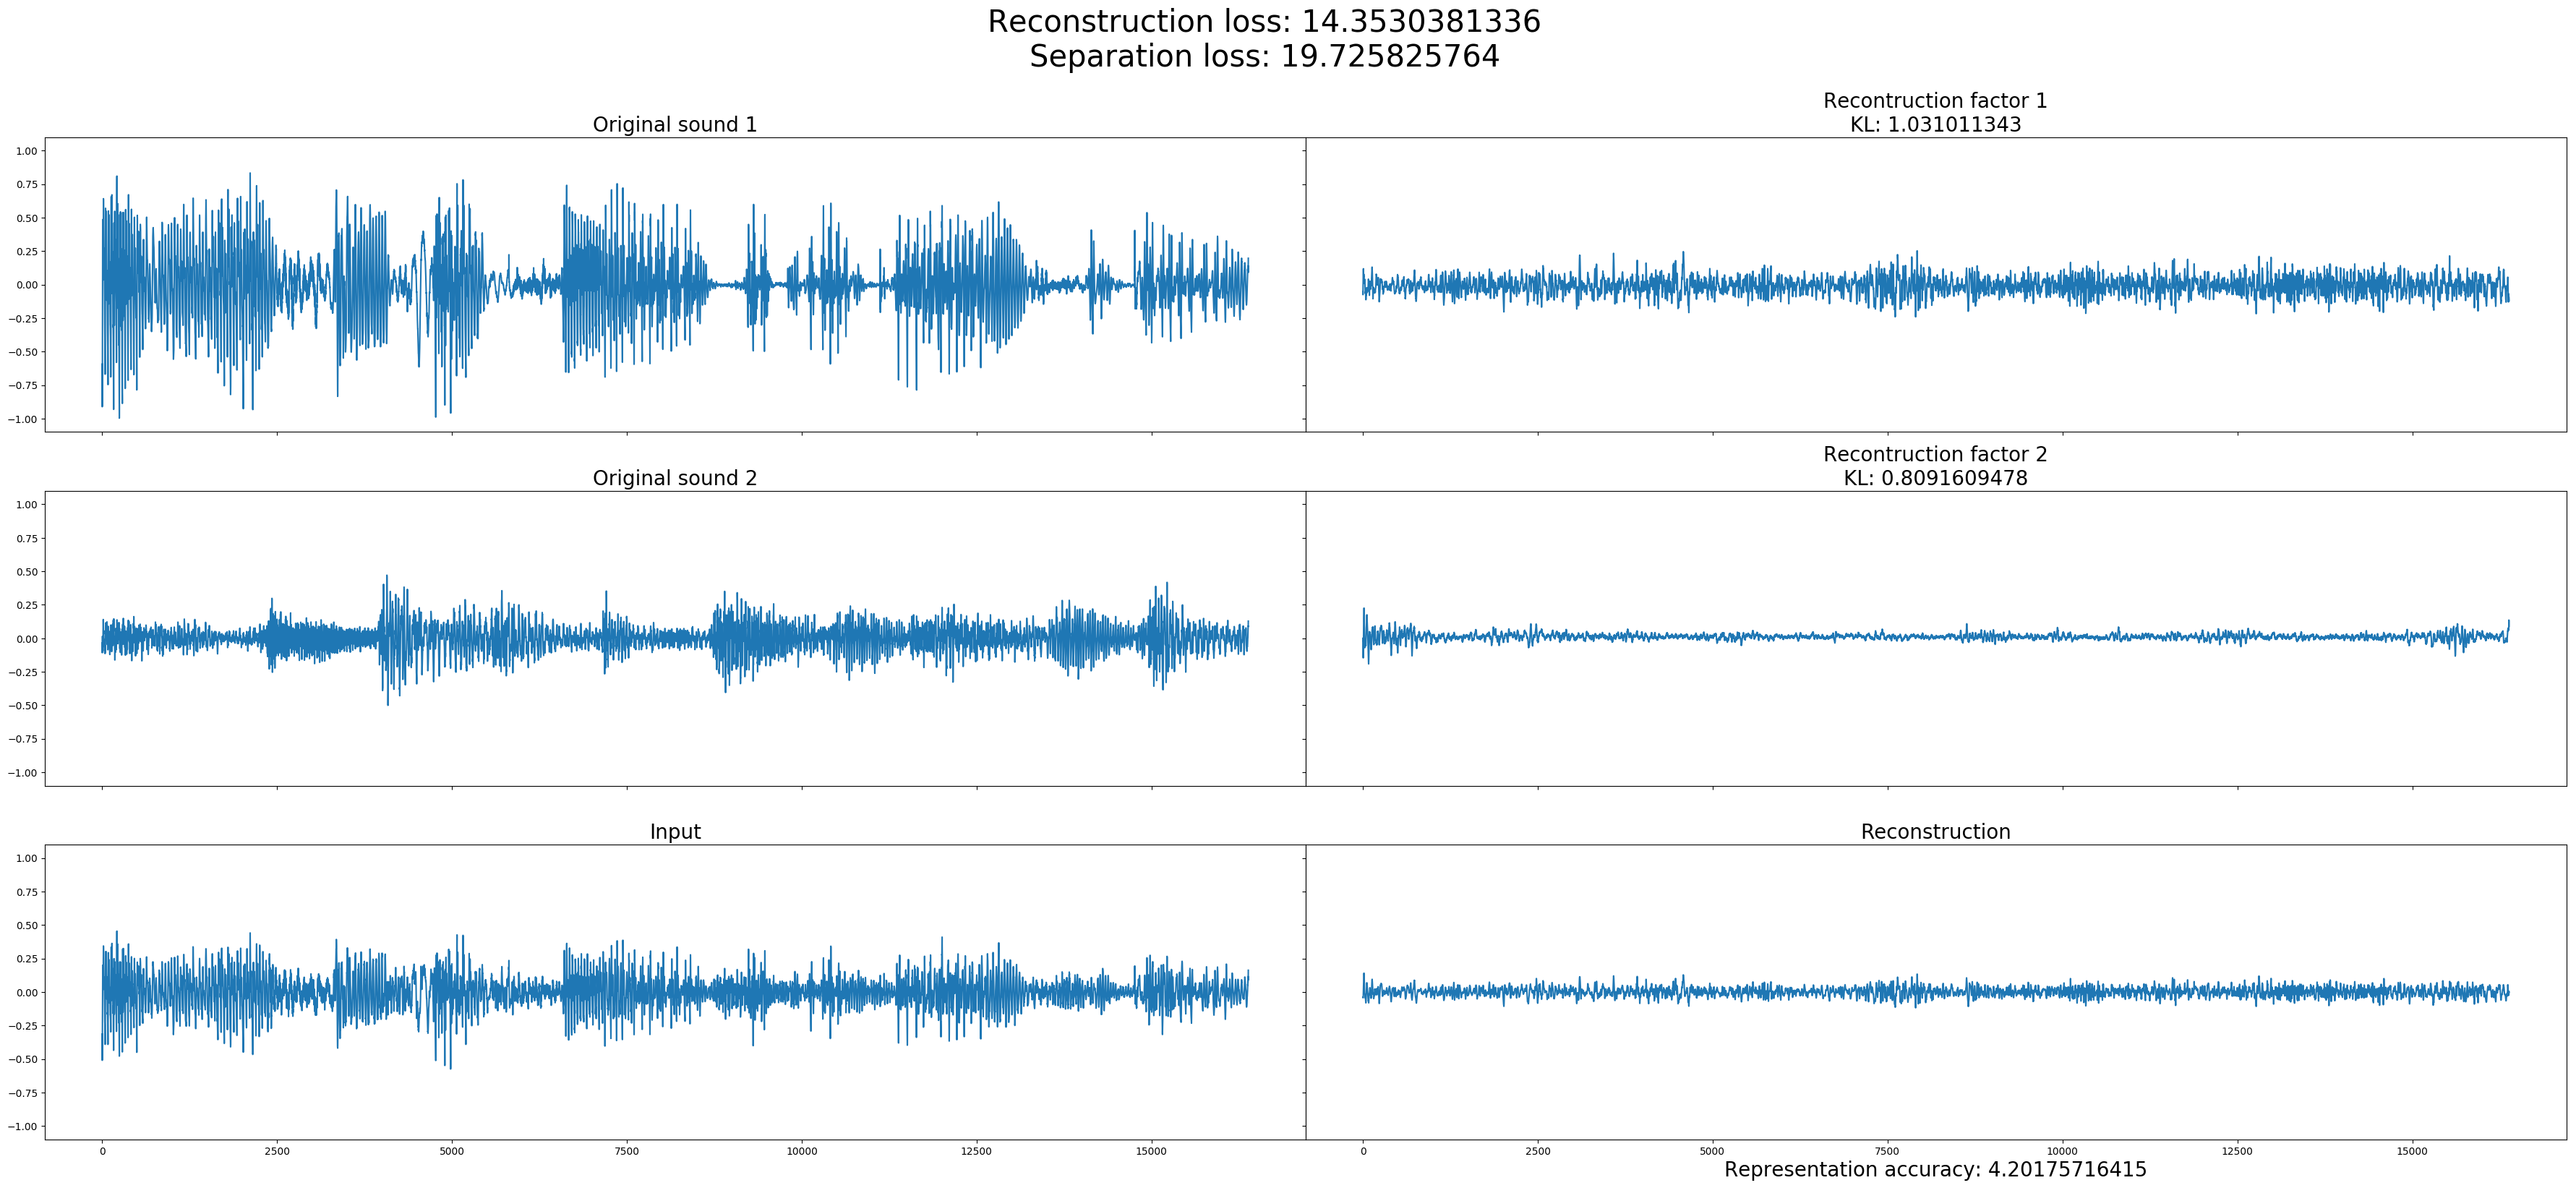 Reconstruction loss: 14.3530381336
Separation loss: 19.725825764
Original sound 1
Recontruction factor 1
KL: 1.031011343
1.00
0.75
0.50
0.25
0.00
−0.25
−0.50
−0.75
−1.00
Original sound 2
Recontruction factor 2
KL: 0.8091609478
1.00
0.75
0.50
0.25
0.00
−0.25
−0.50
−0.75
−1.00
Input
Reconstruction
1.00
0.75
0.50
0.25
0.00
−0.25
−0.50
−0.75
−1.00
0 2500 5000 7500 10000 12500 15000
0 2500 5000 7500 10000 12500 15000
Representation accuracy: 4.20175716415